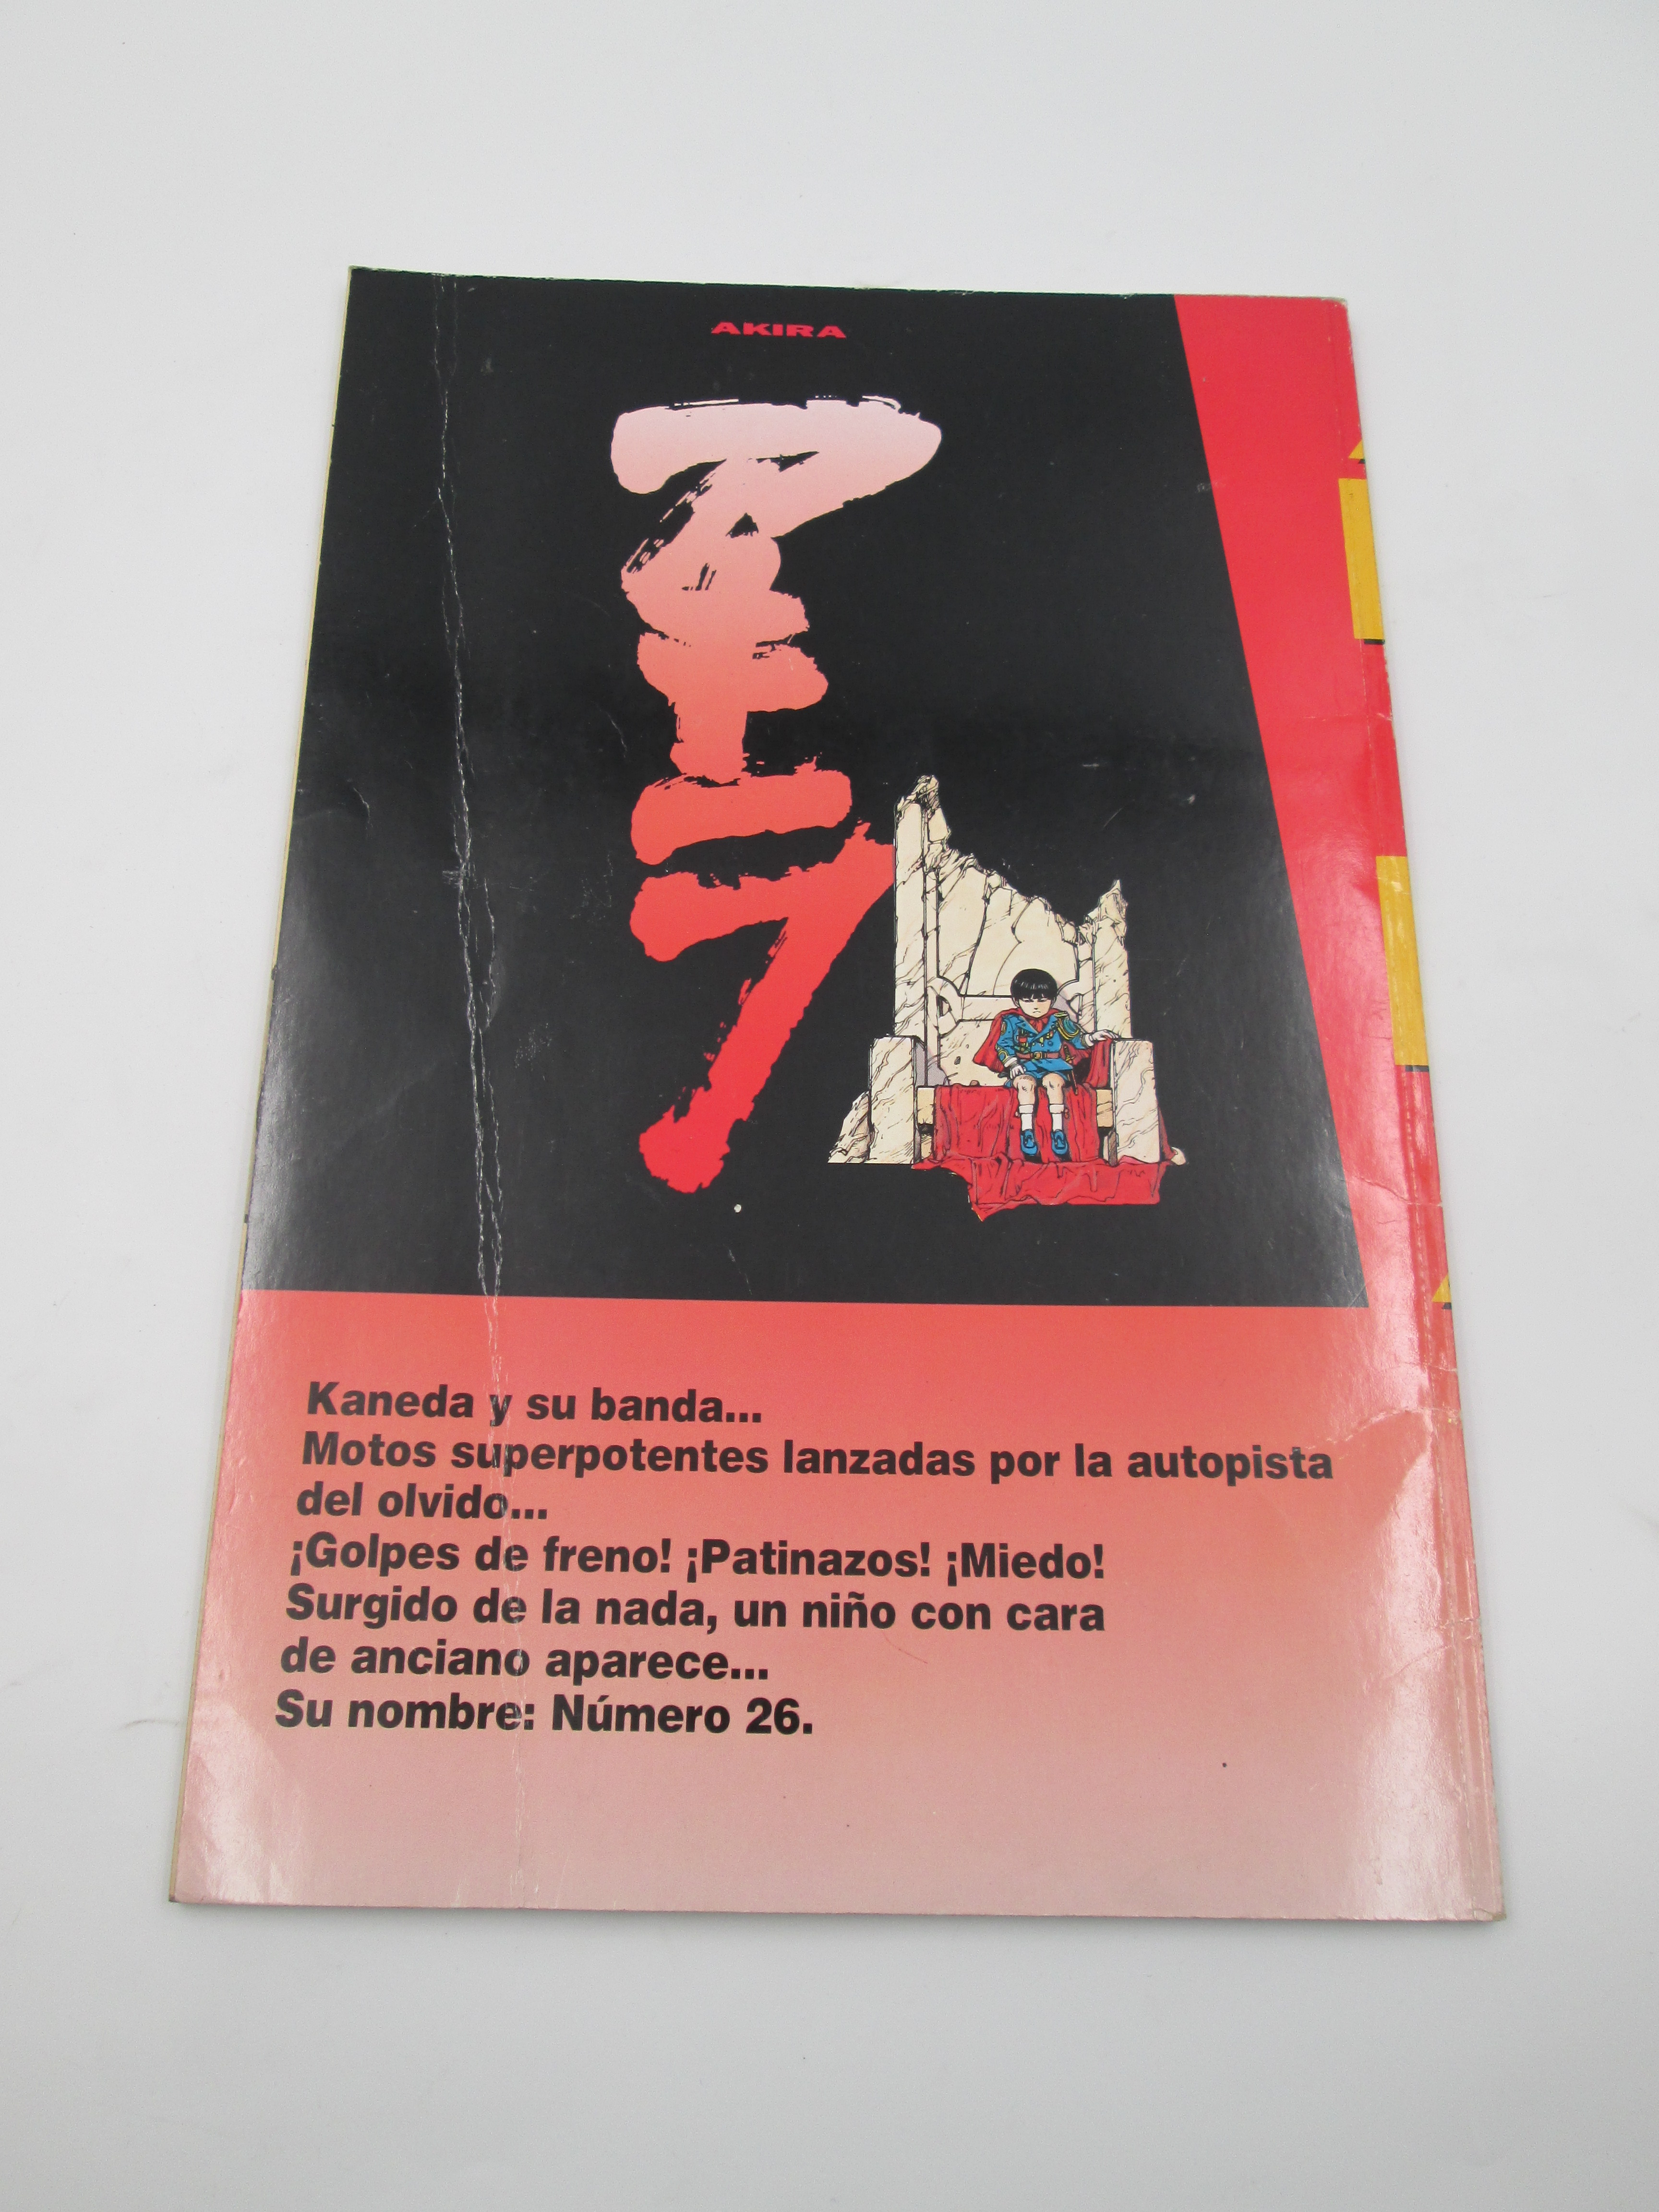 AKIRA
アキラ
Kaneda y su banda...
Motos superpotentes lanzadas por la autopista
del olvido...
¡Golpes de freno! ¡Patinazos! ¡Miedo!
Surgido de la nada, un niño con cara
de anciano aparece...
Su nombre: Número 26.